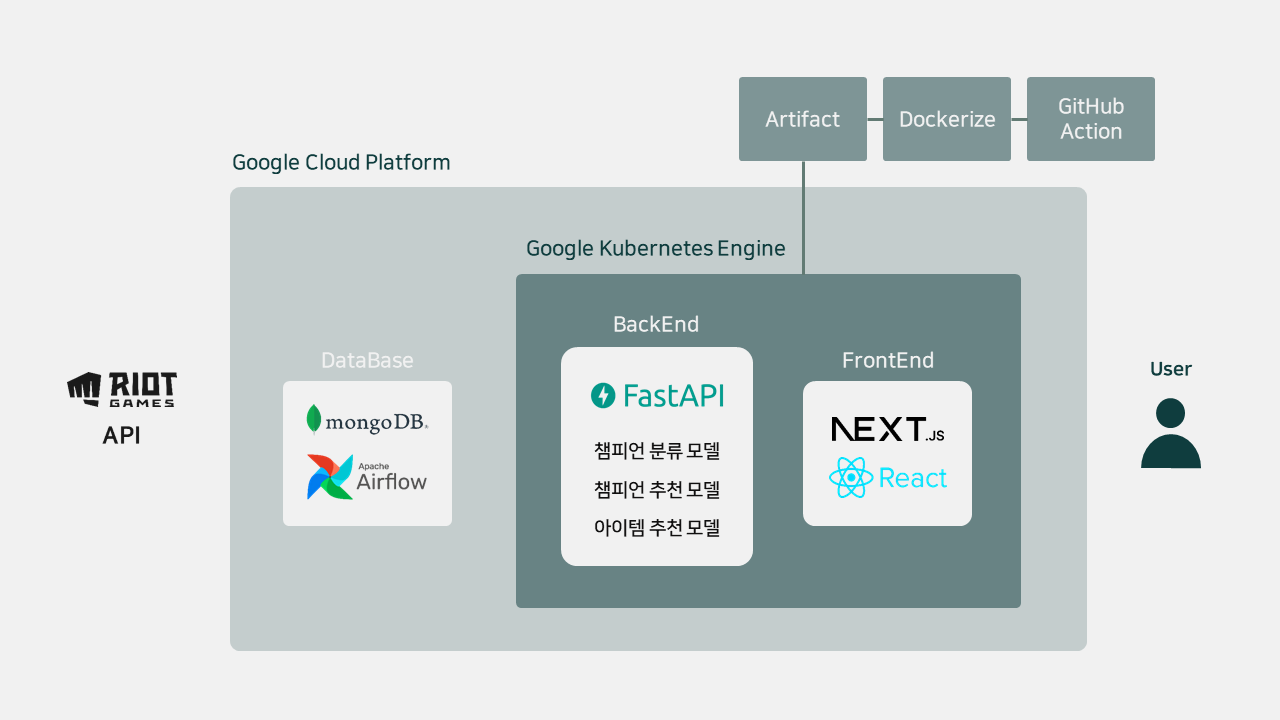 Artifact
Dockerize
GitHub
Action
Google Cloud Platform
Google Kubernetes Engine
RIOT
GAMES
API
DataBase
mongoDB
Apache
Airflow
BackEnd
FastAPI
챔피언 분류 모델
챔피언 추천 모델
아이템 추천 모델
FrontEnd
NEXT.JS
React
User